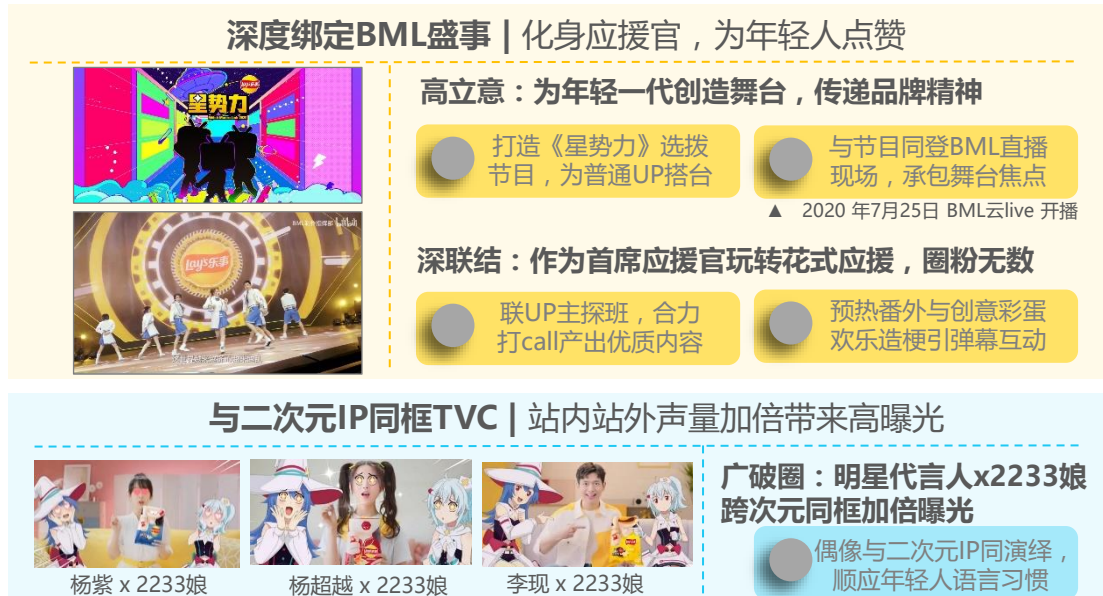 深度绑定BML盛事 | 化身应援官，为年轻人点赞
Lay's乐事
星势力
高立意：为年轻一代创造舞台，传递品牌精神
打造《星势力》选拔
节目，为普通UP搭台
与节目同登BML直播
现场，承包舞台焦点
▲ 2020 年7月25日 BML云live 开播
Lay's乐事
深联结：作为首席应援官玩转花式应援，圈粉无数
联UP主探班，合力
打call产出优质内容
预热番外与创意彩蛋
欢乐造梗引弹幕互动
与二次元IP同框TVC | 站内站外声量加倍带来高曝光
杨紫 x 2233娘
杨超越 x 2233娘
李现 x 2233娘
广破圈：明星代言人x2233娘
跨次元同框加倍曝光
偶像与二次元IP同演绎，
顺应年轻人语言习惯